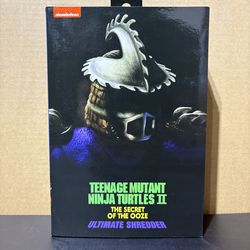 nickelodeon
TEENAGE MUTANT
NINJA TURTLES II
THE SECRET
OF THE OOZE
ULTIMATE SHREDDER